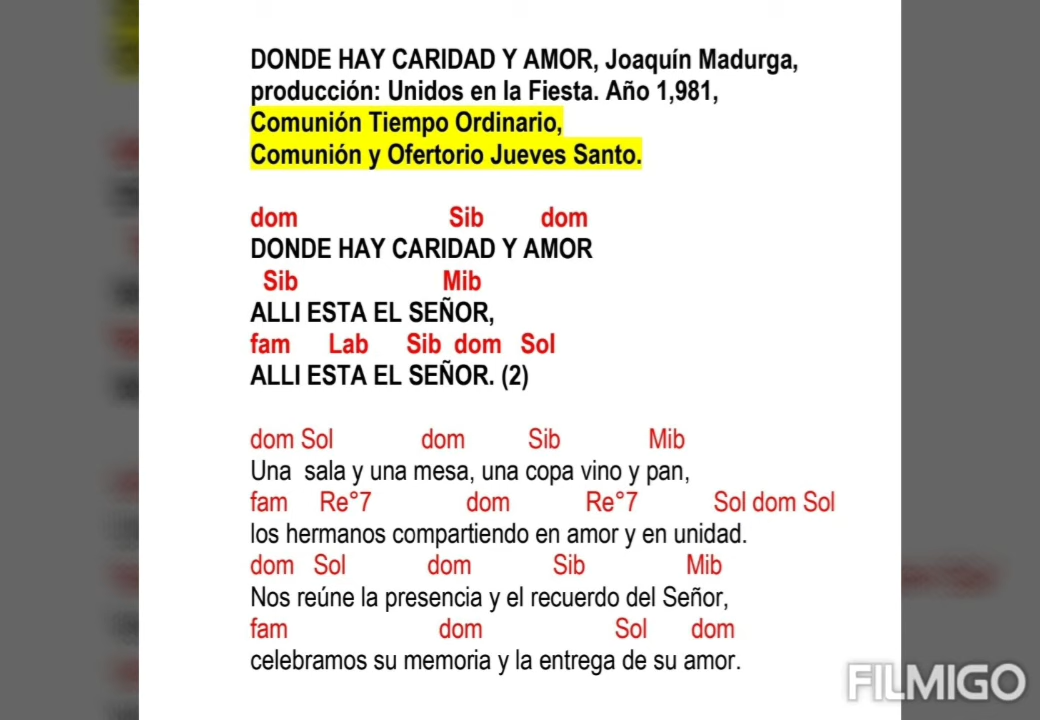 DONDE HAY CARIDAD Y AMOR, Joaquín Madurga,
producción: Unidos en la Fiesta. Año 1,981,
Comunión Tiempo Ordinario,
Comunión y Ofertorio Jueves Santo.
dom Sib dom
DONDE HAY CARIDAD Y AMOR
Sib Mib
ALLI ESTA EL SEÑOR,
fam Lab Sib dom Sol
ALLI ESTA EL SEÑOR. (2)
dom Sol dom Sib Mib
Una sala y una mesa, una copa vino y pan,
fam Re°7 dom Re°7 Sol dom Sol
los hermanos compartiendo en amor y en unidad.
dom Sol dom Sib Mib
Nos reúne la presencia y el recuerdo del Señor,
fam dom Sol dom
celebramos su memoria y la entrega de su amor.
FILMIGO